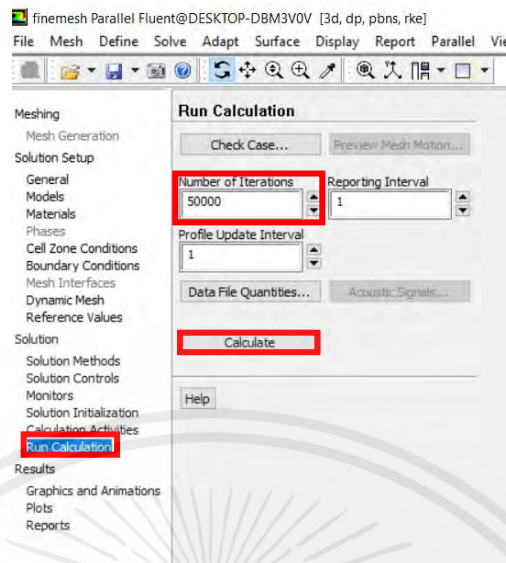 finemesh Parallel Fluent@DESKTOP-DBM3V0V [3d, dp, pbns, rke]
File Mesh Define Solve Adapt Surface Display Report Parallel Vie
Meshing
Mesh Generation
Solution Setup
General
Models
Materials
Phases
Cell Zone Conditions
Boundary Conditions
Mesh Interfaces
Dynamic Mesh
Reference Values
Solution
Solution Methods
Solution Controls
Monitors
Solution Initialization
Calculation Activities
Run Calculation
Results
Graphics and Animations
Plots
Reports
Run Calculation
Check Case... Preview Mesh Motion...
Number of Iterations Reporting Interval
50000 1
Profile Update Interval
1
Data File Quantities... Acoustic Signals...
Calculate
Help